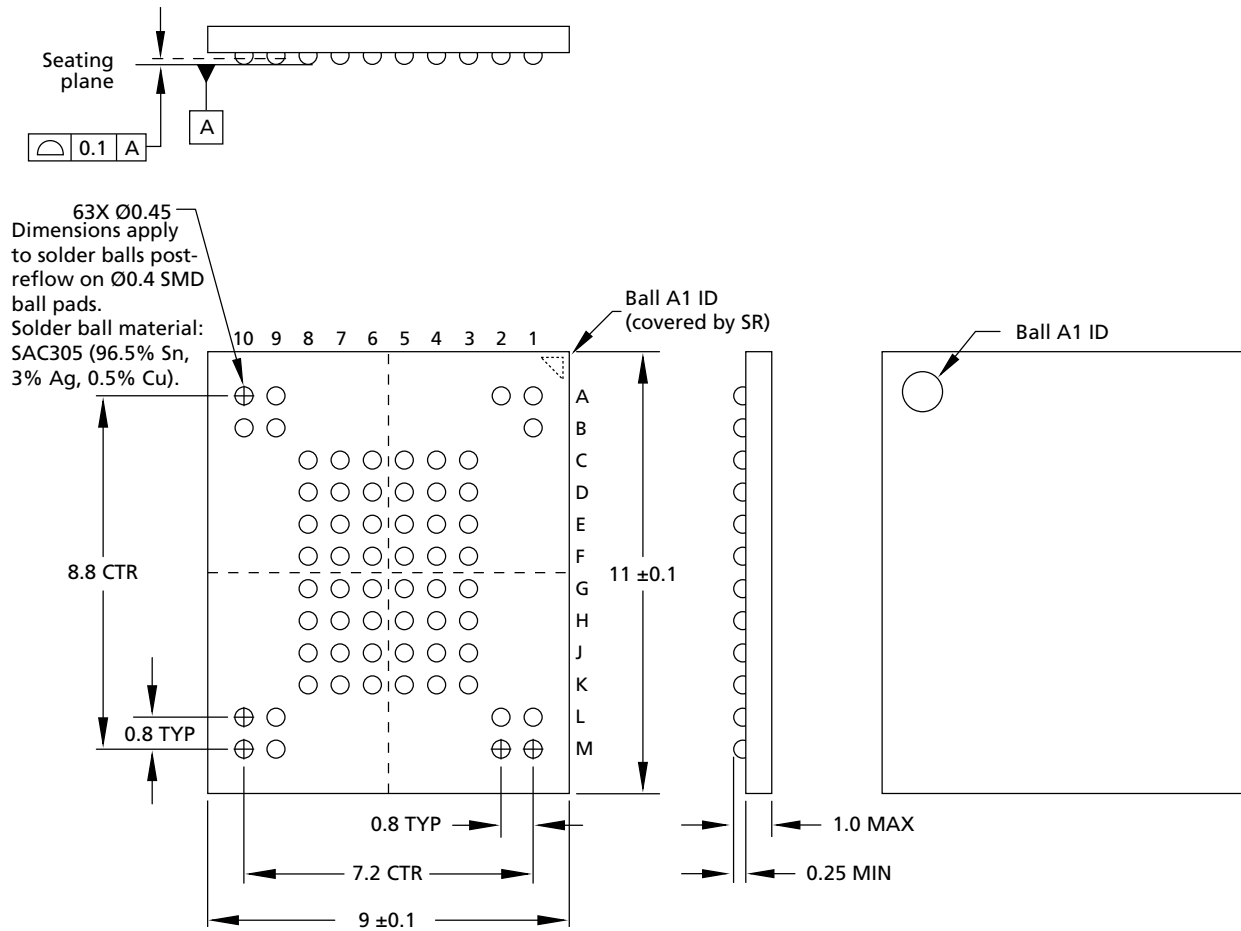 Seating
plane
A
0.1 A
63X Ø0.45
Dimensions apply
to solder balls post-
reflow on Ø0.4 SMD
ball pads.
Solder ball material:
SAC305 (96.5% Sn,
3% Ag, 0.5% Cu).
Ball A1 ID
(covered by SR)
Ball A1 ID
10 9 8 7 6 5 4 3 2 1
A
B
C
D
E
F
G
H
J
K
L
M
8.8 CTR
11 ±0.1
0.8 TYP
0.8 TYP
1.0 MAX
7.2 CTR
0.25 MIN
9 ±0.1